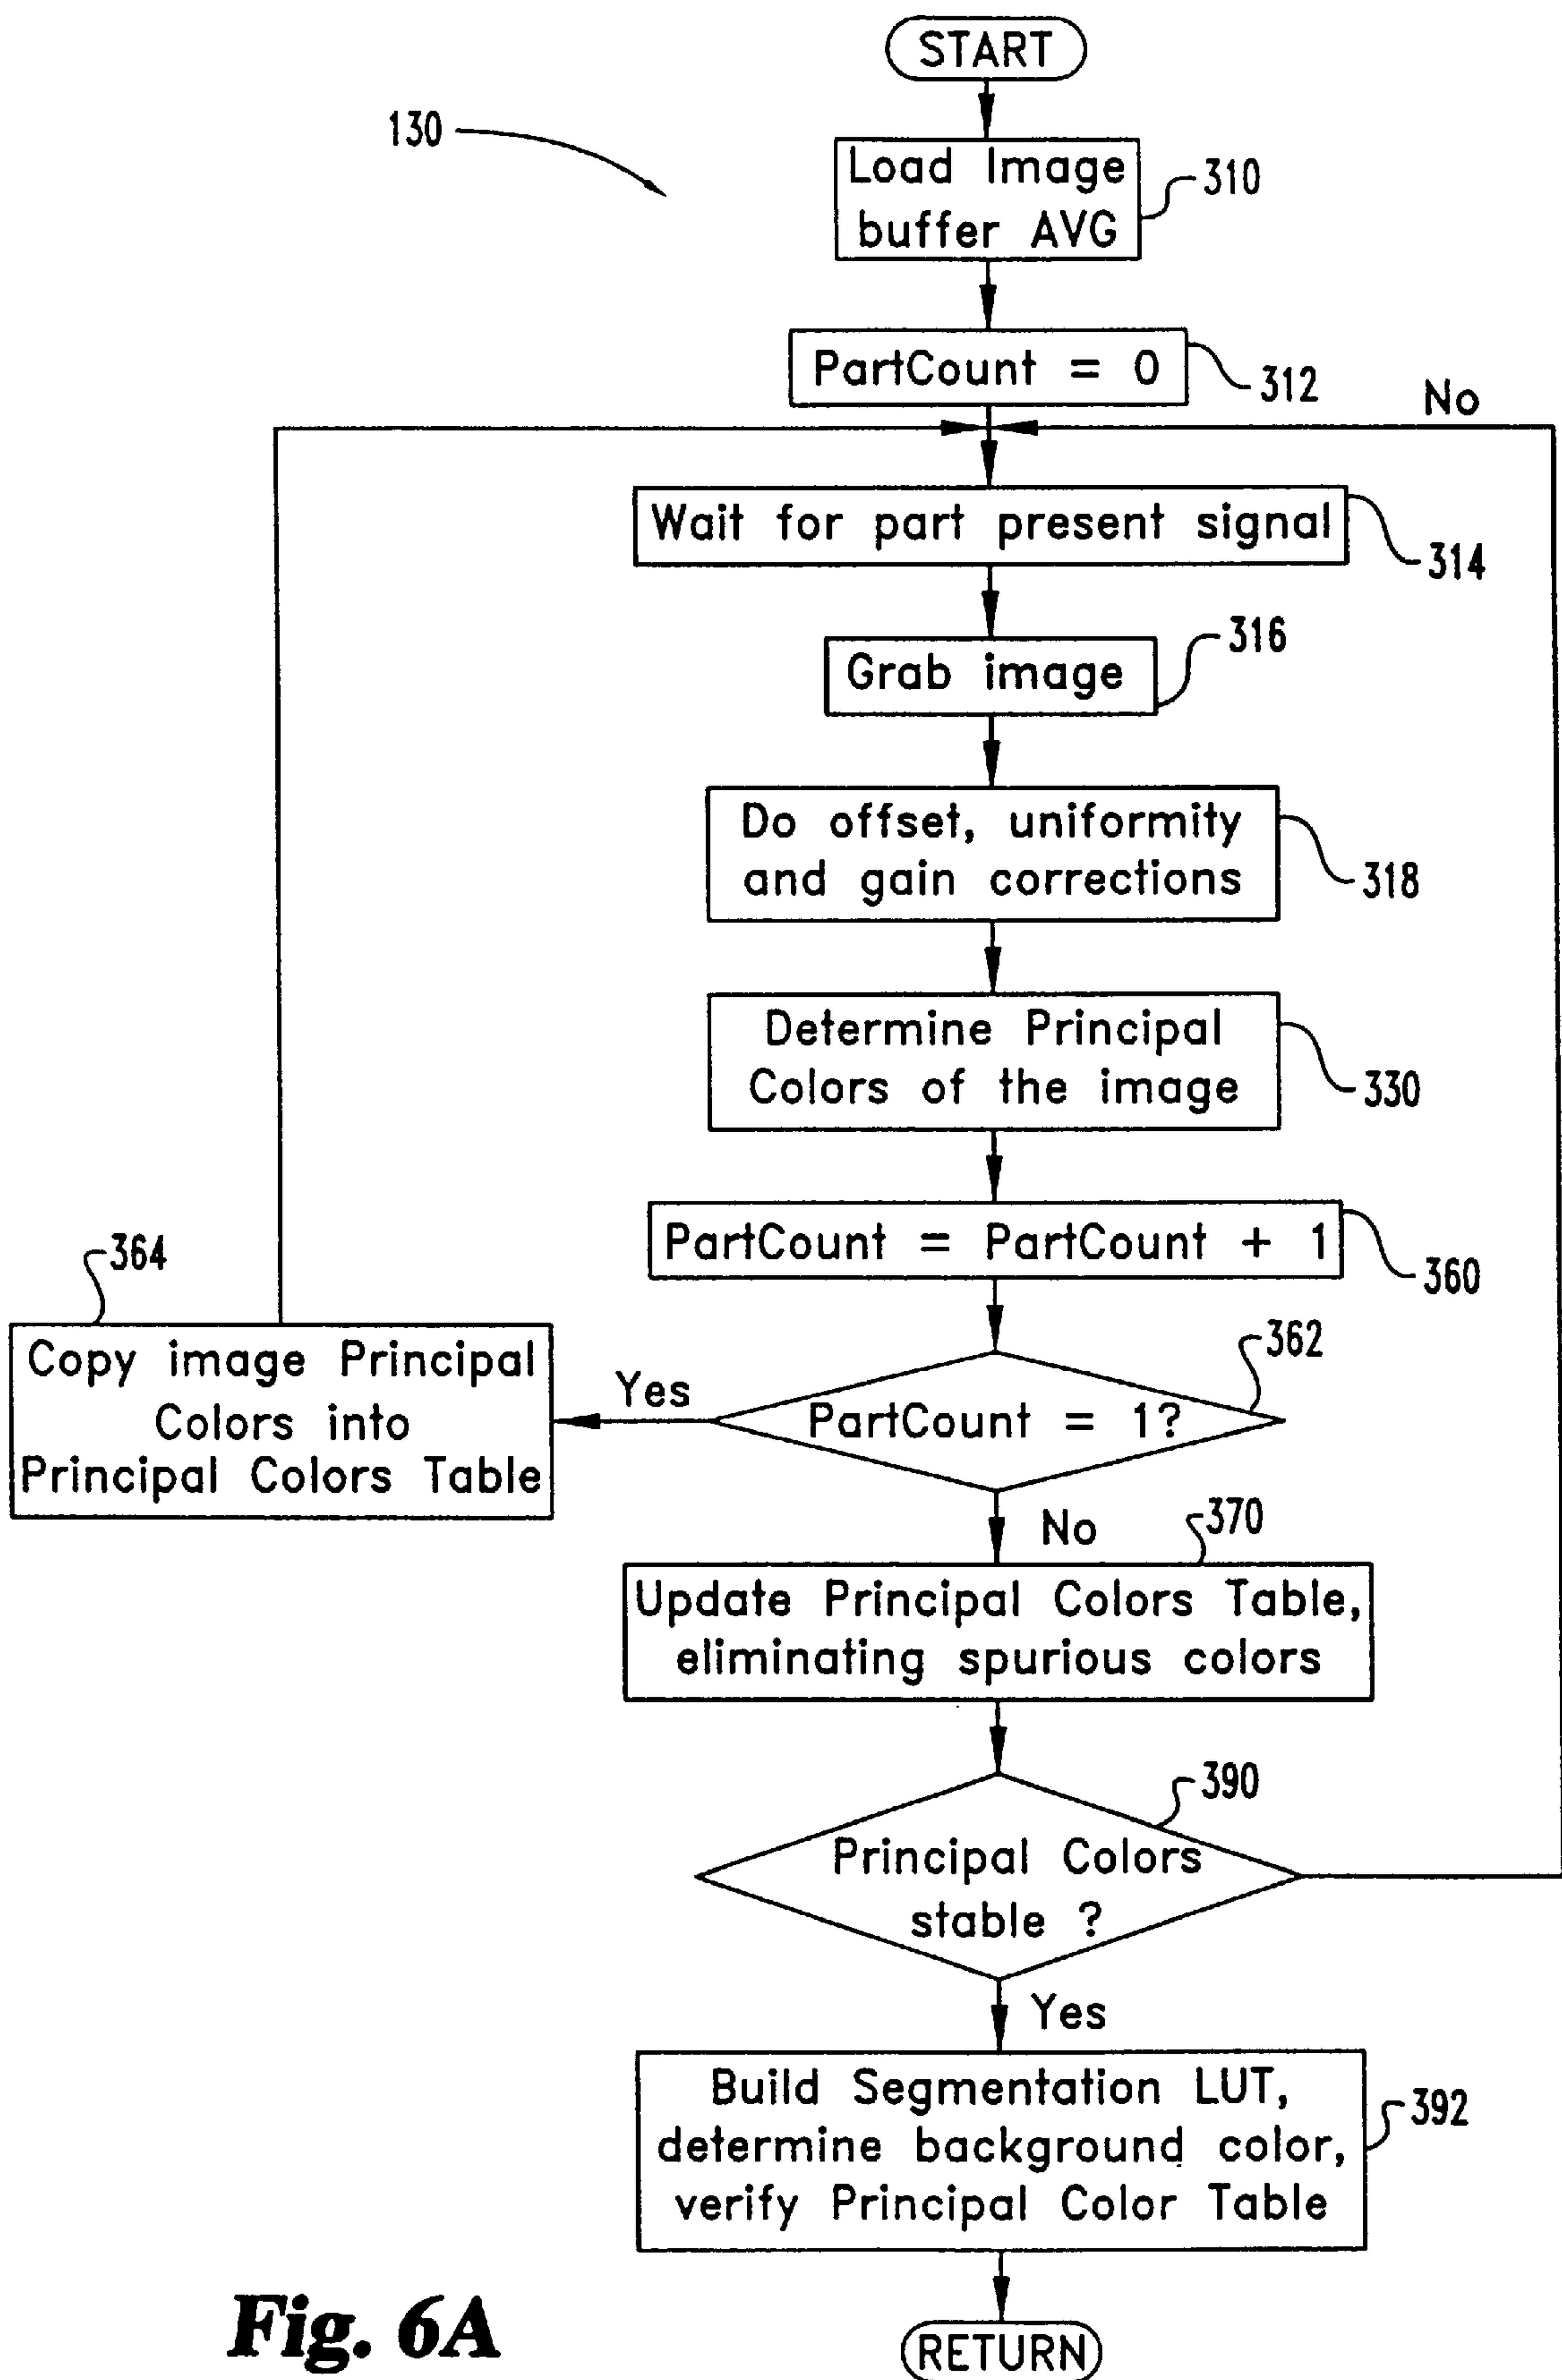 START
130
Load Image
buffer AVG
310
PartCount = 0
312
No
Wait for part present signal
314
Grab image
316
Do offset, uniformity
and gain corrections
318
Determine Principal
Colors of the image
330
PartCount = PartCount + 1
360
364
Copy image Principal
Colors into
Principal Colors Table
Yes
362
PartCount = 1?
No
370
Update Principal Colors Table,
eliminating spurious colors
390
Principal Colors
stable ?
Yes
Build Segmentation LUT,
determine background color,
verify Principal Color Table
392
RETURN
Fig. 6A